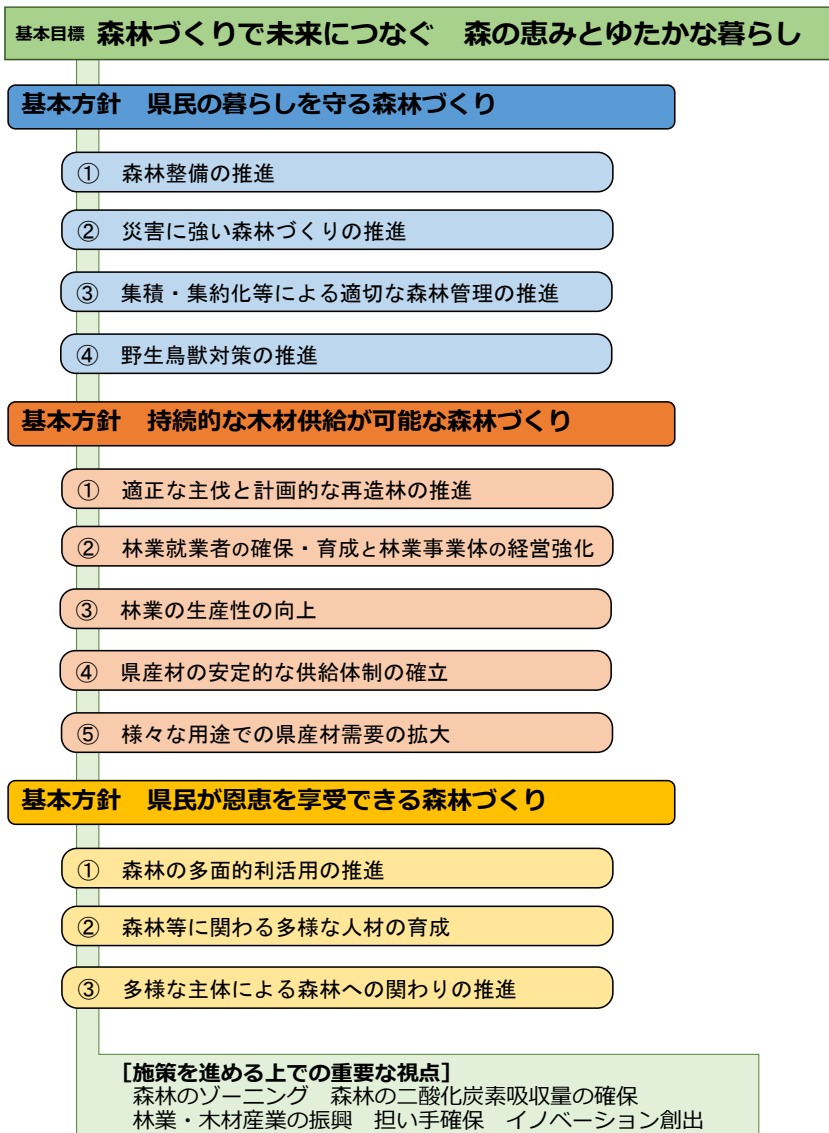 基本目標 森林づくりで未来につなぐ　森の恵みとゆたかな暮らし
基本方針　県民の暮らしを守る森林づくり
①　森林整備の推進
②　災害に強い森林づくりの推進
③　集積・集約化等による適切な森林管理の推進
④　野生鳥獣対策の推進
基本方針　持続的な木材供給が可能な森林づくり
①　適正な主伐と計画的な再造林の推進
②　林業就業者の確保・育成と林業事業体の経営強化
③　林業の生産性の向上
④　県産材の安定的な供給体制の確立
⑤　様々な用途での県産材需要の拡大
基本方針　県民が恩恵を享受できる森林づくり
①　森林の多面的利活用の推進
②　森林等に関わる多様な人材の育成
③　多様な主体による森林への関わりの推進
［施策を進める上での重要な視点］
森林のゾーニング　森林の二酸化炭素吸収量の確保
林業・木材産業の振興　担い手確保　イノベーション創出